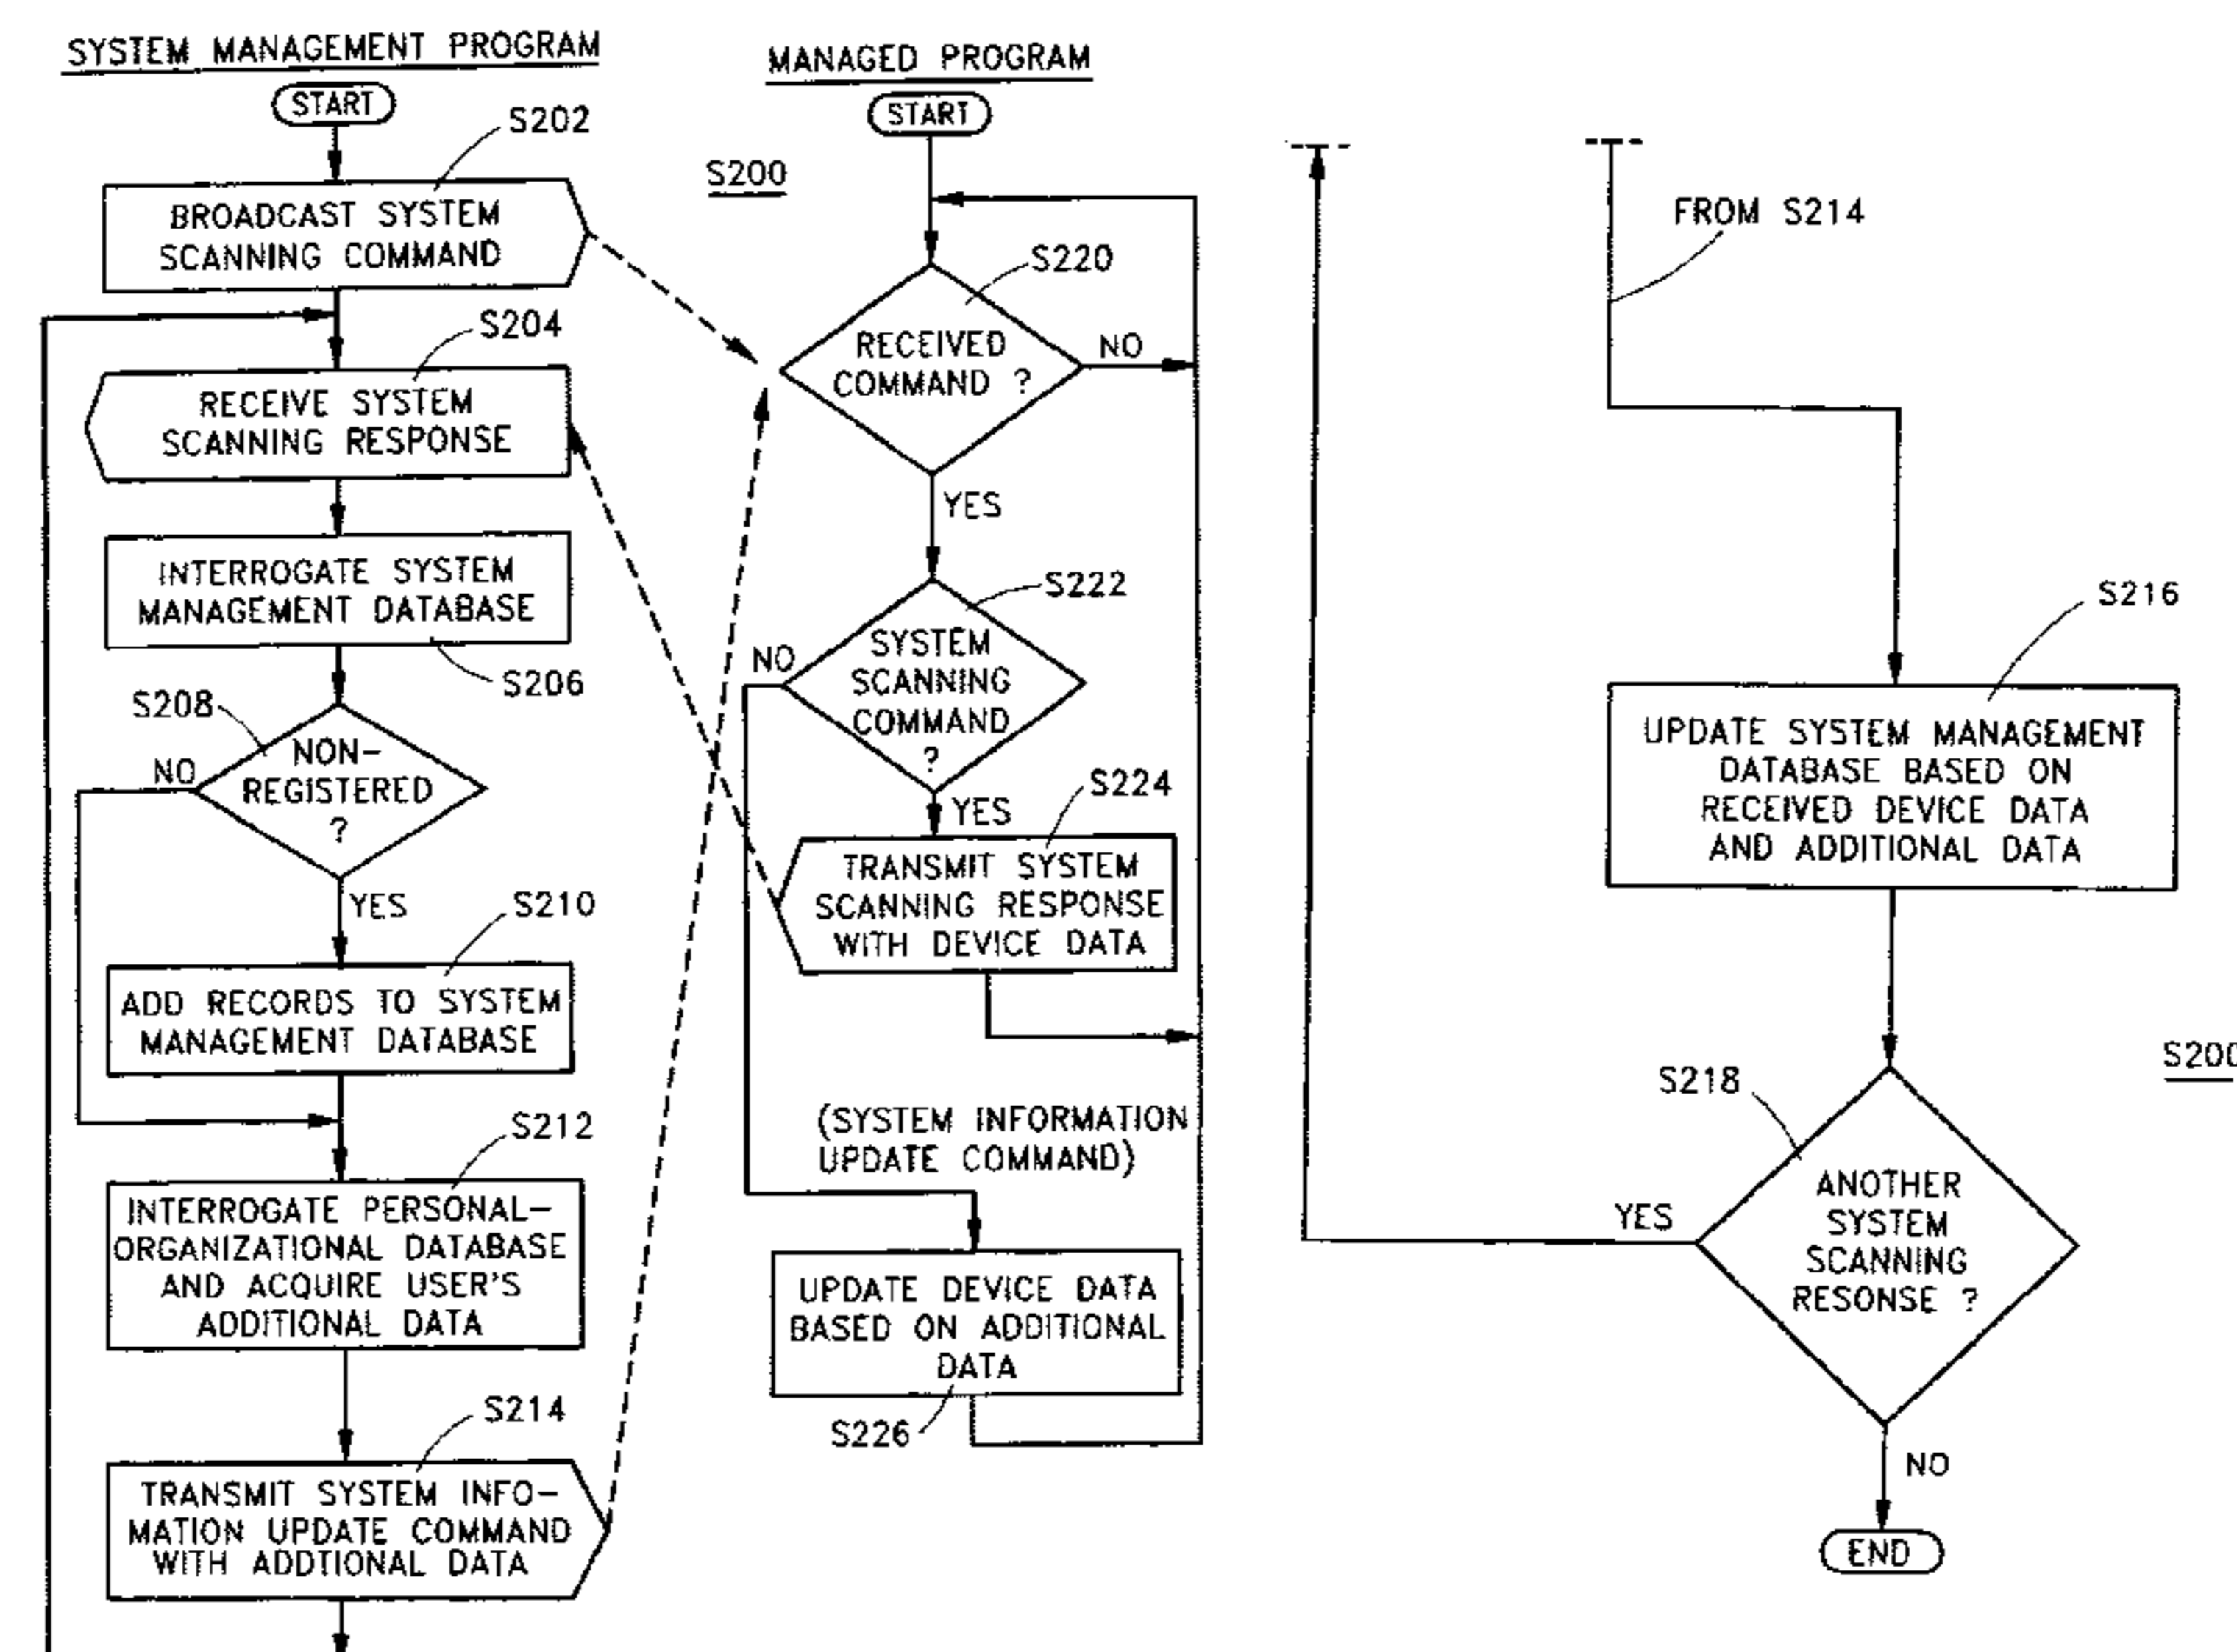 SYSTEM MANAGEMENT PROGRAM
START
S202
BROADCAST SYSTEM
SCANNING COMMAND
S204
RECEIVE SYSTEM
SCANNING RESPONSE
INTERROGATE SYSTEM
MANAGEMENT DATABASE
S206
S208
NON-
REGISTERED
?
NO
YES
S210
ADD RECORDS TO SYSTEM
MANAGEMENT DATABASE
S212
INTERROGATE PERSONAL-
ORGANIZATIONAL DATABASE
AND ACQUIRE USER'S
ADDITIONAL DATA
S214
TRANSMIT SYSTEM INFO-
MATION UPDATE COMMAND
WITH ADDTIONAL DATA
MANAGED PROGRAM
START
S200
S220
RECEIVED
COMMAND ?
NO
YES
S222
SYSTEM
SCANNING
COMMAND
?
NO
YES
S224
TRANSMIT SYSTEM
SCANNING RESPONSE
WITH DEVICE DATA
(SYSTEM INFORMATION
UPDATE COMMAND)
UPDATE DEVICE DATA
BASED ON ADDITIONAL
DATA
S226
FROM S214
S216
UPDATE SYSTEM MANAGEMENT
DATABASE BASED ON
RECEIVED DEVICE DATA
AND ADDITIONAL DATA
S200
S218
ANOTHER
SYSTEM
SCANNING
RESONSE ?
YES
NO
END